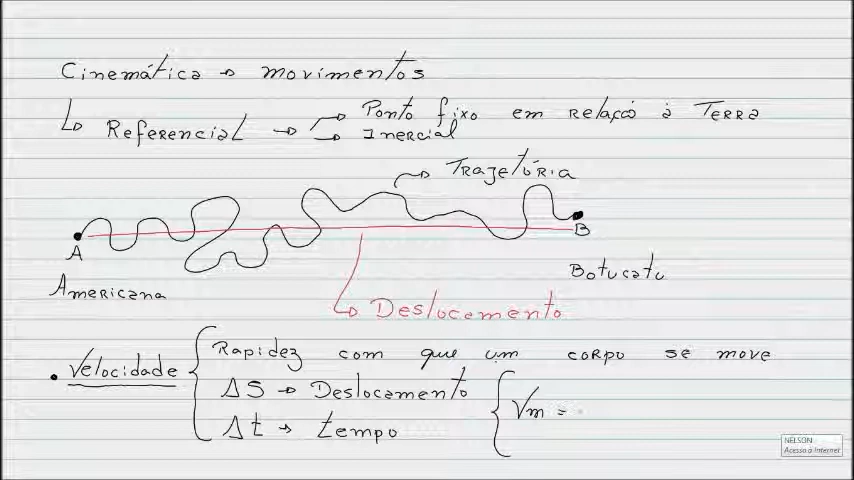 Cinemática → movimentos
↳ Referencial → → Ponto fixo em relação à Terra
→ Inercial
→ Trajetória
A
B
Botucatu
Americana
↳ Deslocamento
• Velocidade { Rapidez com que um corpo se move
ΔS → Deslocamento { Vm =
Δt → tempo
NELSON
Acesso à Internet